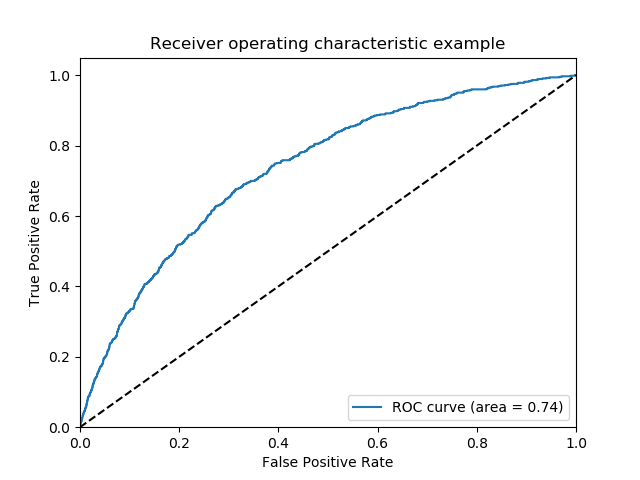 Receiver operating characteristic example
1.0
0.8
0.6
0.4
0.2
0.0
True Positive Rate
ROC curve (area = 0.74)
0.0 0.2 0.4 0.6 0.8 1.0
False Positive Rate